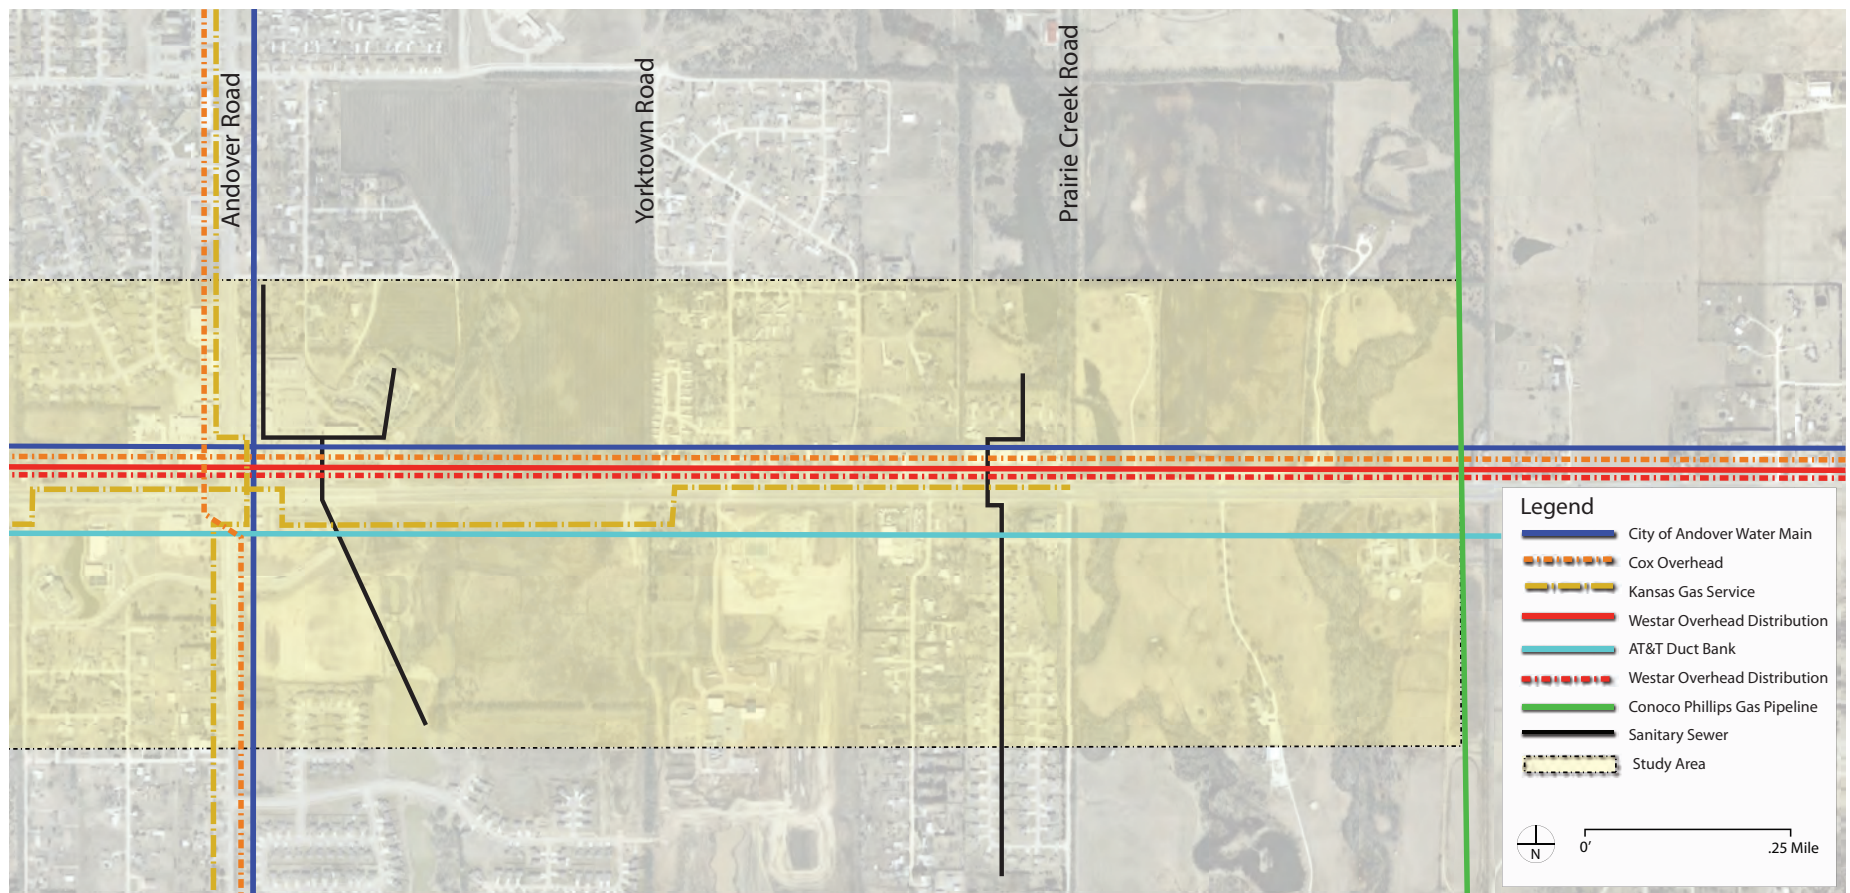 Andover Road
Yorktown Road
Prairie Creek Road
Legend
City of Andover Water Main
Cox Overhead
Kansas Gas Service
Westar Overhead Distribution
AT&T Duct Bank
Westar Overhead Distribution
Conoco Phillips Gas Pipeline
Sanitary Sewer
Study Area
N
0’ .25 Mile